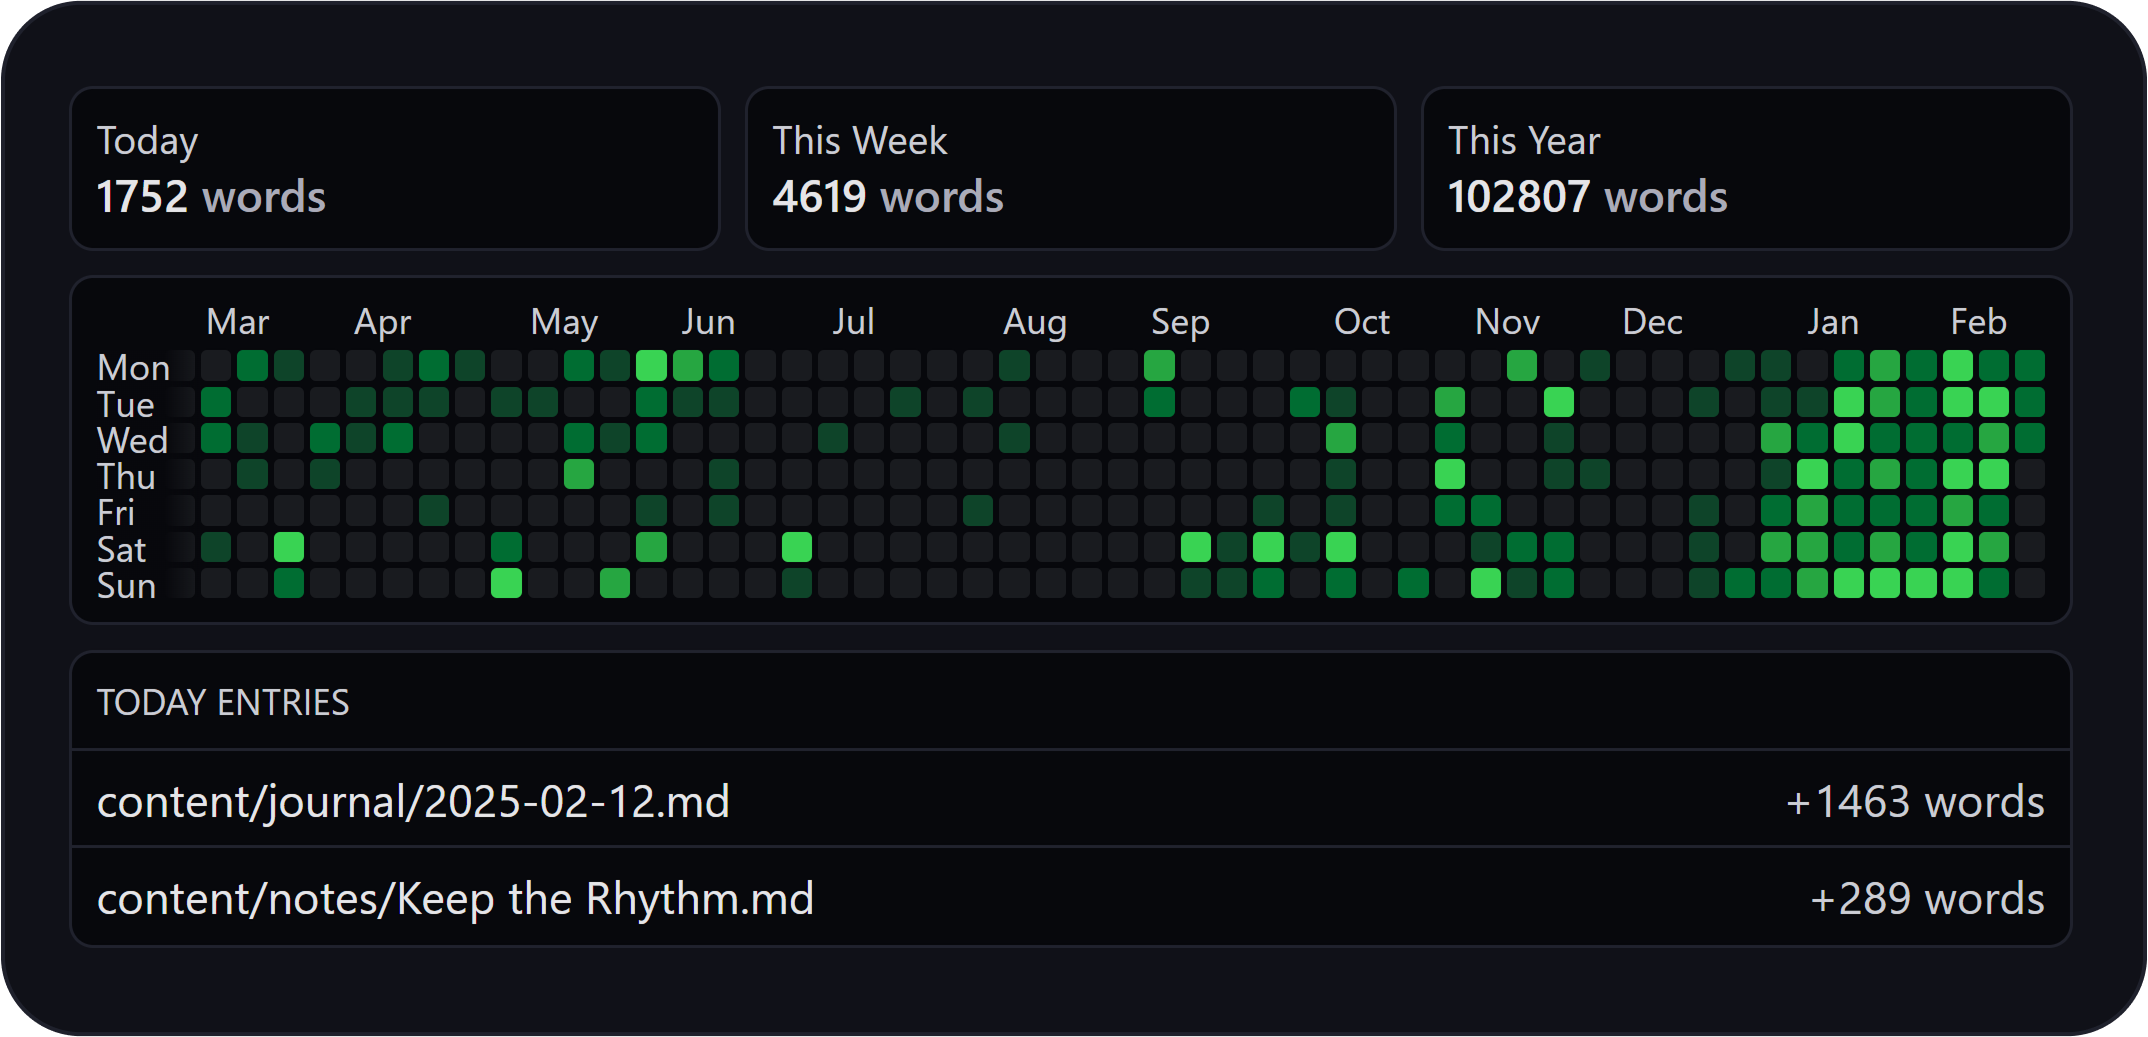 Today
1752 words
This Week
4619 words
This Year
102807 words
Mar Apr May Jun Jul Aug Sep Oct Nov Dec Jan Feb
Mon
Tue
Wed
Thu
Fri
Sat
Sun
TODAY ENTRIES
content/journal/2025-02-12.md +1463 words
content/notes/Keep the Rhythm.md +289 words